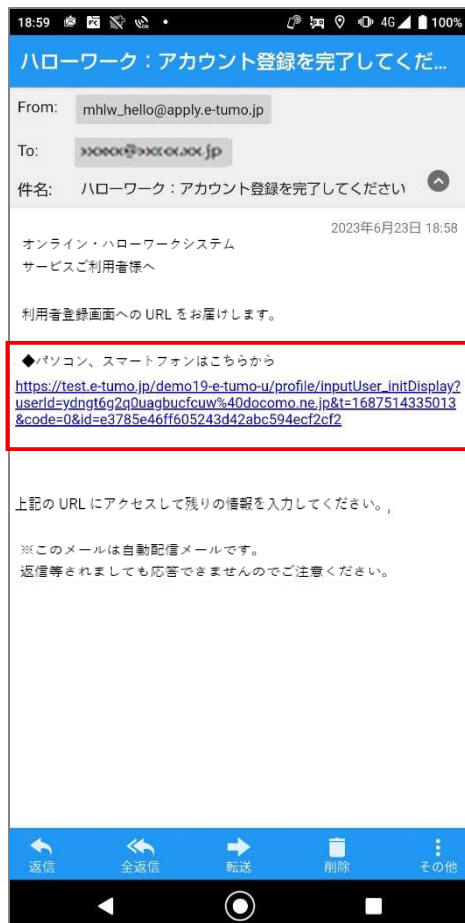 18:59 4G 100%
ハローワーク：アカウント登録を完了してくだ...
From: mhlw_hello@apply.e-tumo.jp
To:
件名: ハローワーク：アカウント登録を完了してください
2023年6月23日 18:58
オンライン・ハローワークシステム
サービスご利用者様へ
利用者登録画面への URL をお届けします。
◆パソコン、スマートフォンはこちらから
https://test.e-tumo.jp/demo19-e-tumo-u/profile/inputUser_initDisplay?
userId=ydngt6g2q0uagbucfcuw%40docomo.ne.jp&t=1687514335013
&code=0&id=e3785e46ff605243d42abc594ecf2cf2
上記の URL にアクセスして残りの情報を入力してください。,
※このメールは自動配信メールです。
返信等されましても応答できませんのでご注意ください。
返信 全返信 転送 削除 その他